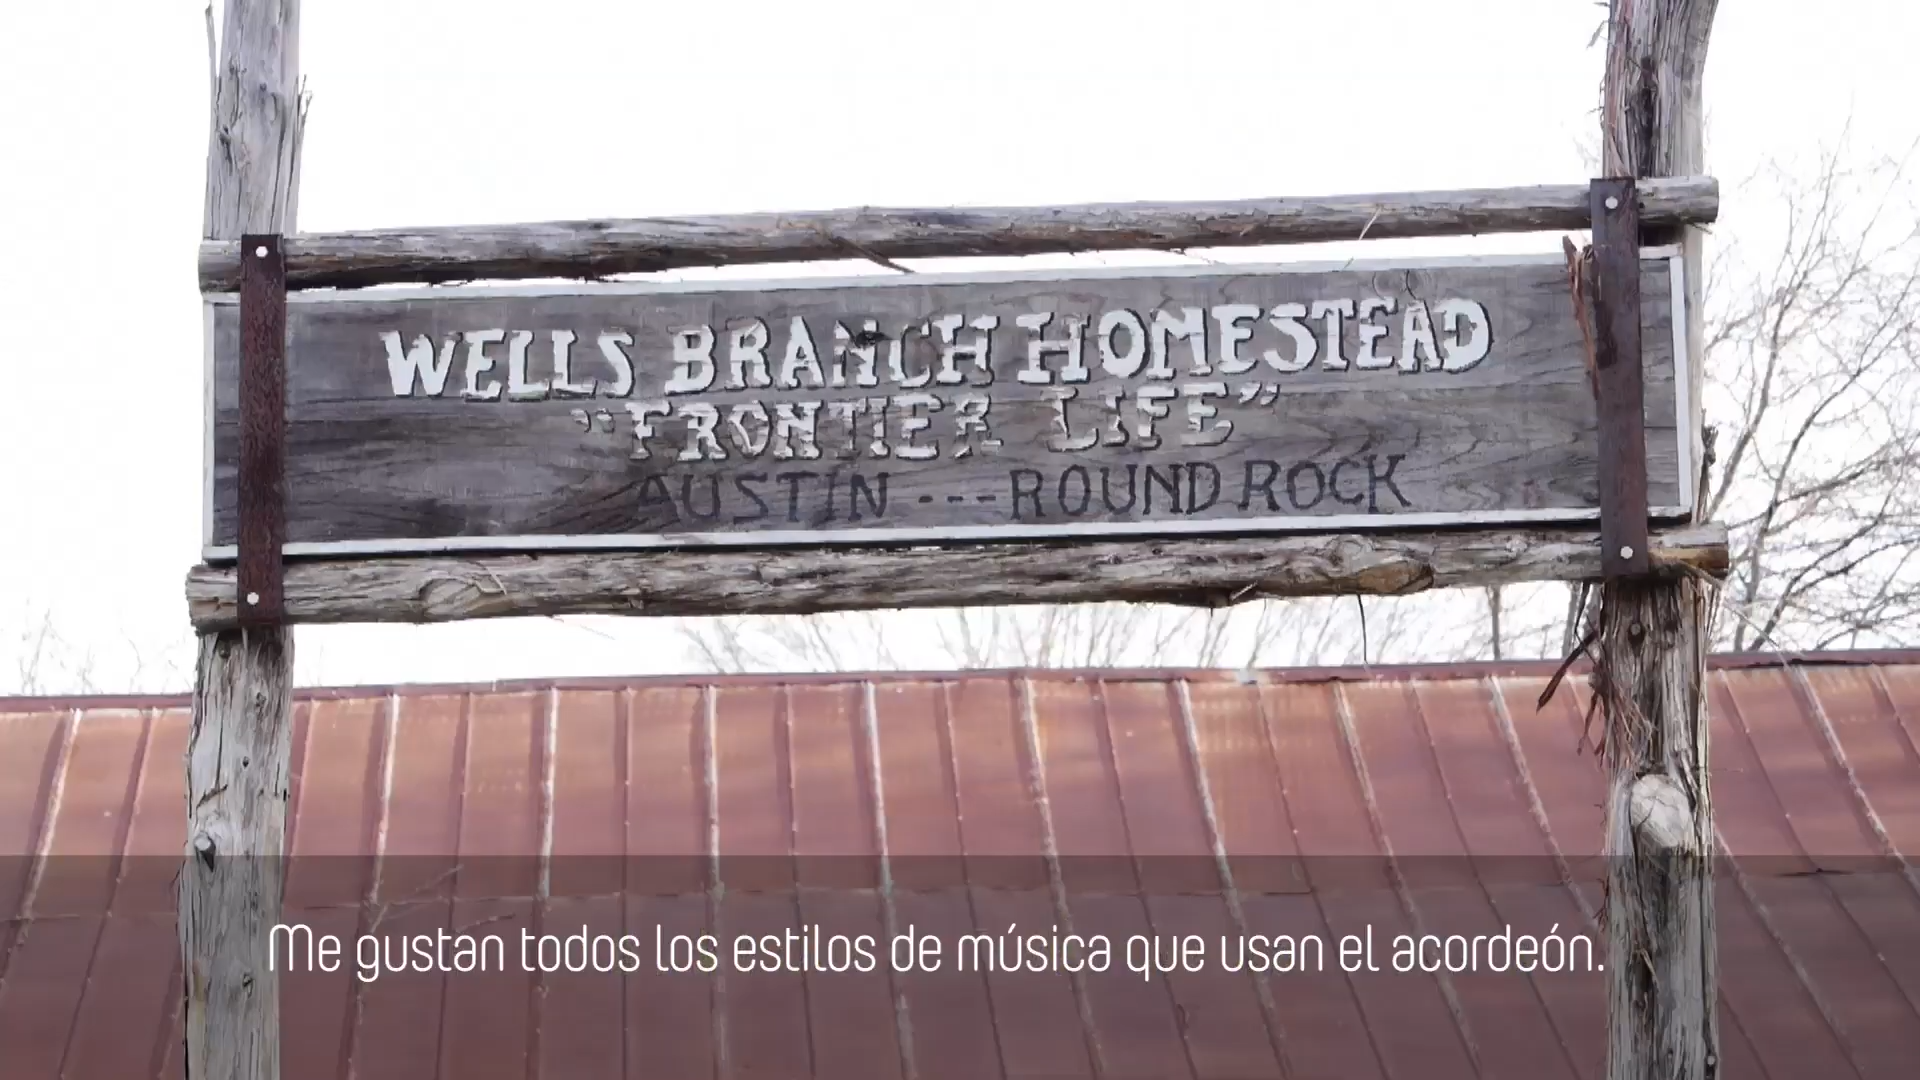 WELLS BRANCH HOMESTEAD
"FRONTIER LIFE"
AUSTIN ---ROUND ROCK
Me gustan todos los estilos de música que usan el acordeón.